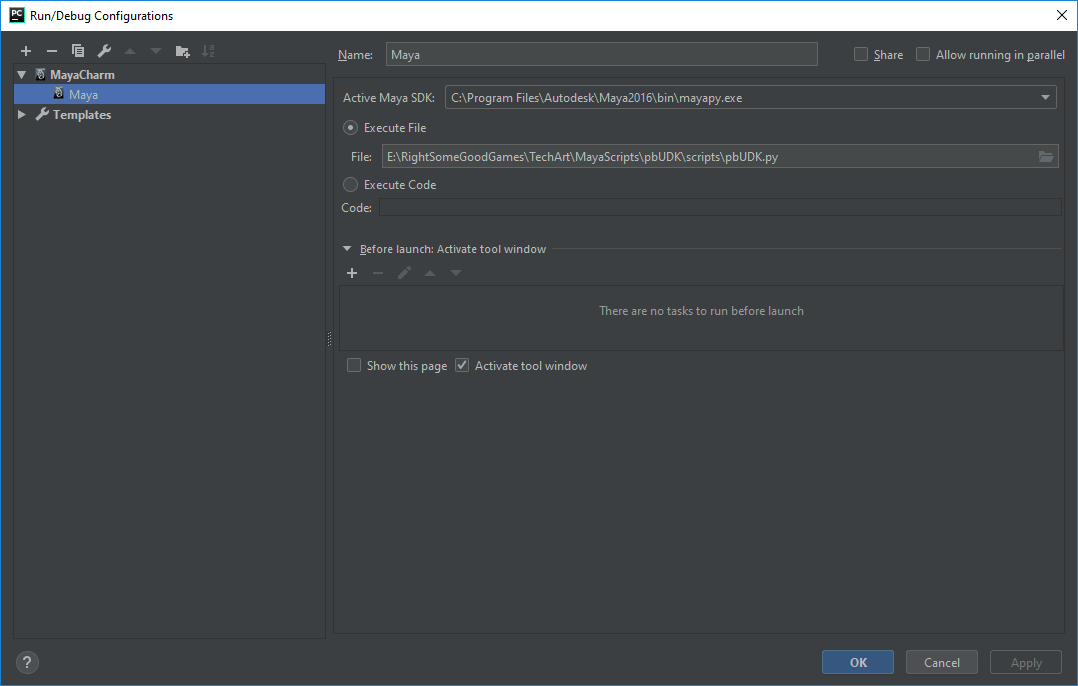 PC Run/Debug Configurations
Name: Maya Share Allow running in parallel
MayaCharm
Maya
Templates
Active Maya SDK: C:\Program Files\Autodesk\Maya2016\bin\mayapy.exe
Execute File
File: E:\RightSomeGoodGames\TechArt\MayaScripts\pbUDK\scripts\pbUDK.py
Execute Code
Code:
Before launch: Activate tool window
There are no tasks to run before launch
Show this page Activate tool window
? OK Cancel Apply